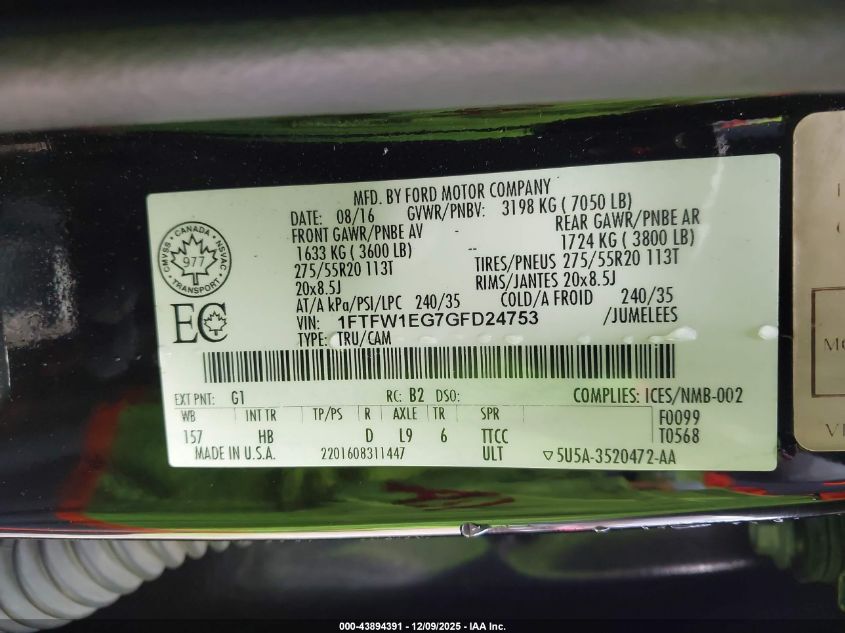 MFD. BY FORD MOTOR COMPANY
DATE: 08/16 GVWR/PNBV: 3198 KG ( 7050 LB)
FRONT GAWR/PNBE AV REAR GAWR/PNBE AR
1633 KG ( 3600 LB) -- 1724 KG ( 3800 LB)
275/55R20 113T TIRES/PNEUS 275/55R20 113T
20x8.5J RIMS/JANTES 20x8.5J
AT/A kPa/PSI/LPC 240/35 COLD/A FROID 240/35
VIN: 1FTFW1EG7GFD24753 /JUMELEES
TYPE: TRU/CAM
CANADA
CMVSS NSVAC
977
TRANSPORT
EC
EXT PNT: G1 RC: B2 DSO: COMPLIES: ICES/NMB-002
WB INT TR TP/PS R AXLE TR SPR F0099
157 HB D L9 6 TTCC T0568
MADE IN U.S.A. 2201608311447 ULT ▽5U5A-3520472-AA
000-43894391 - 12/09/2025 - IAA Inc.